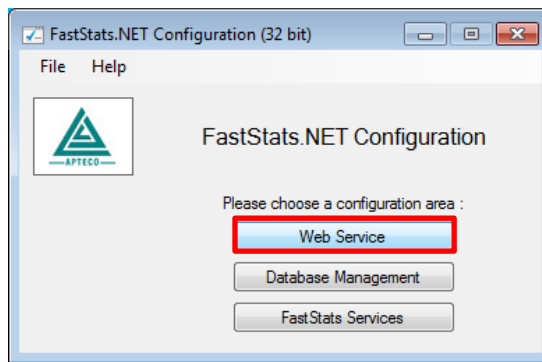 FastStats.NET Configuration (32 bit)
File Help
APTECO
FastStats.NET Configuration
Please choose a configuration area :
Web Service
Database Management
FastStats Services